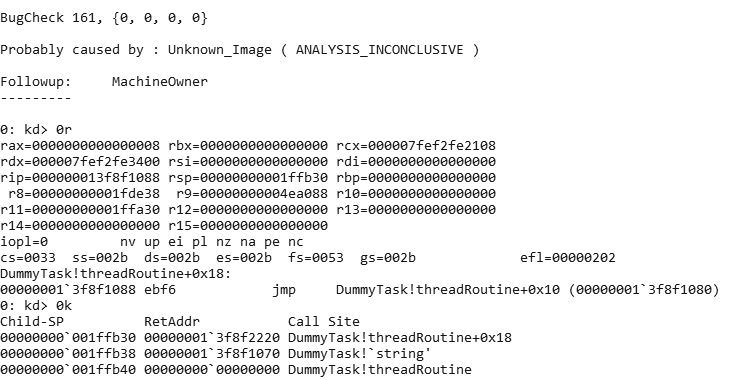 BugCheck 161, {0, 0, 0, 0}
Probably caused by : Unknown_Image ( ANALYSIS_INCONCLUSIVE )
Followup:     MachineOwner
---------
0: kd> 0r
rax=0000000000000008 rbx=0000000000000000 rcx=000007fef2fe2108
rdx=000007fef2fe3400 rsi=0000000000000000 rdi=0000000000000000
rip=000000013f8f1088 rsp=00000000001ffb30 rbp=0000000000000000
 r8=00000000001fde38  r9=00000000004ea088 r10=0000000000000000
r11=00000000001ffa30 r12=0000000000000000 r13=0000000000000000
r14=0000000000000000 r15=0000000000000000
iopl=0         nv up ei pl nz na pe nc
cs=0033  ss=002b  ds=002b  es=002b  fs=0053  gs=002b             efl=00000202
DummyTask!threadRoutine+0x18:
00000001`3f8f1088 ebf6            jmp     DummyTask!threadRoutine+0x10 (00000001`3f8f1080)
0: kd> 0k
Child-SP          RetAddr           Call Site
00000000`001ffb30 00000001`3f8f2220 DummyTask!threadRoutine+0x18
00000000`001ffb38 00000001`3f8f1070 DummyTask!`string'
00000000`001ffb40 00000000`00000000 DummyTask!threadRoutine